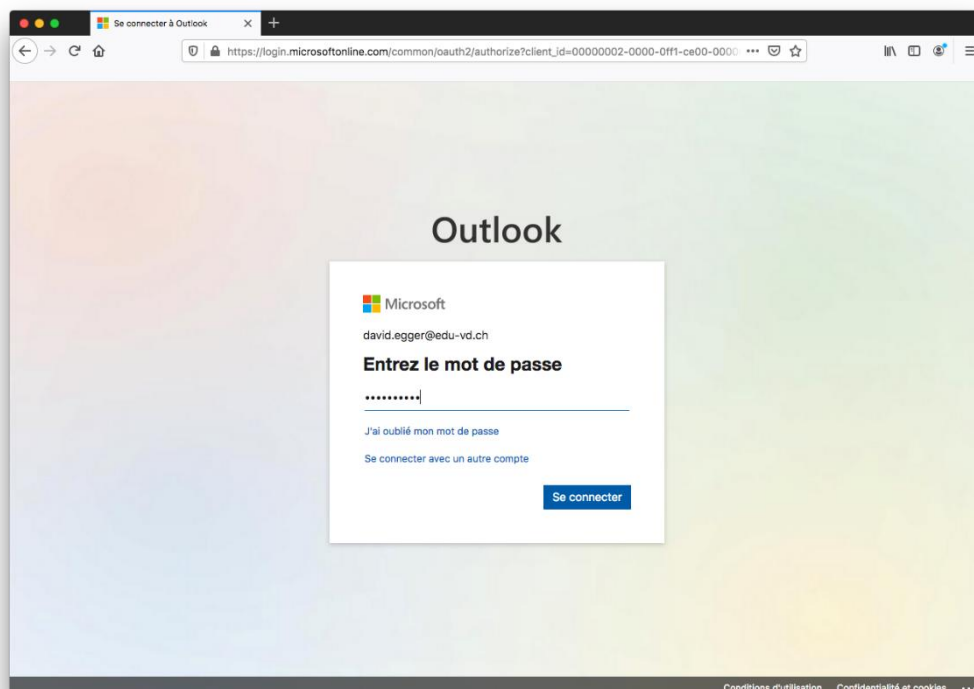 Se connecter à Outlook
https://login.microsoftonline.com/common/oauth2/authorize?client_id=00000002-0000-0ff1-ce00-0000
Outlook
Microsoft
david.egger@edu-vd.ch
Entrez le mot de passe
••••••••••
J'ai oublié mon mot de passe
Se connecter avec un autre compte
Se connecter
Conditions d'utilisation Confidentialité et cookies